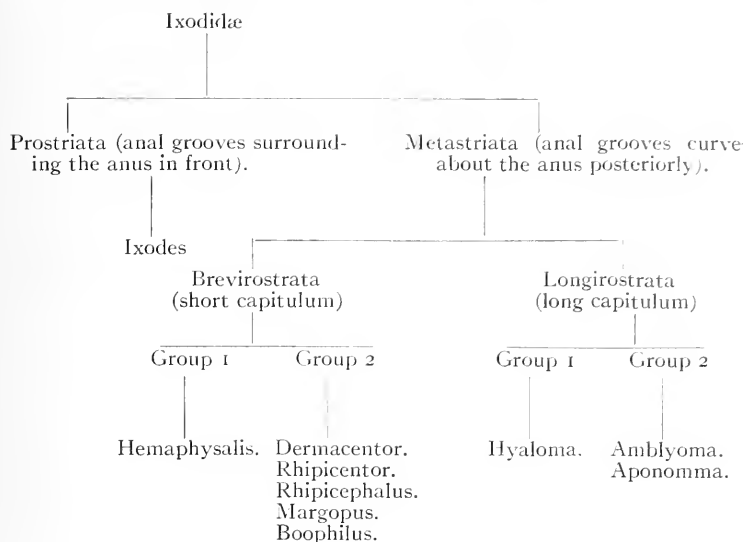 Ixodidæ
Prostriata (anal grooves surround-
ing the anus in front).
Metastriata (anal grooves curve
about the anus posteriorly).
Ixodes
Brevirostrata
(short capitulum)
Longirostrata
(long capitulum)
Group 1
Group 2
Group 1
Group 2
Hemaphysalis.
Dermacentor.
Rhipicentor.
Rhipicephalus.
Margopus.
Boophilus.
Hyaloma.
Amblyoma.
Aponomma.